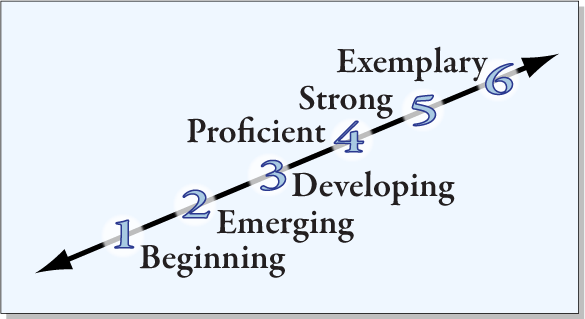 Exemplary 6
Strong 5
Proficient 4
3 Developing
2 Emerging
1 Beginning